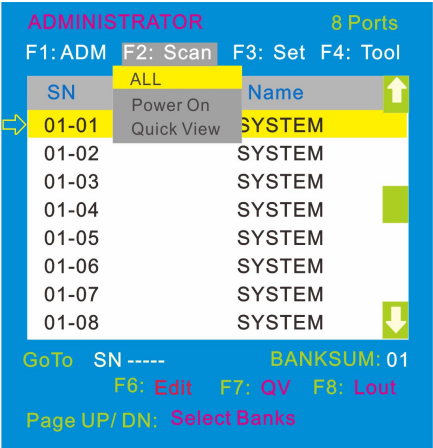 ADMINISTRATOR 8 Ports
F1: ADM F2: Scan F3: Set F4: Tool
SN ALL Name
Power On
01-01 Quick View SYSTEM
01-02 SYSTEM
01-03 SYSTEM
01-04 SYSTEM
01-05 SYSTEM
01-06 SYSTEM
01-07 SYSTEM
01-08 SYSTEM
GoTo SN ----- BANKSUM: 01
F6: Edit F7: QV F8: Lout
Page UP/ DN: Select Banks